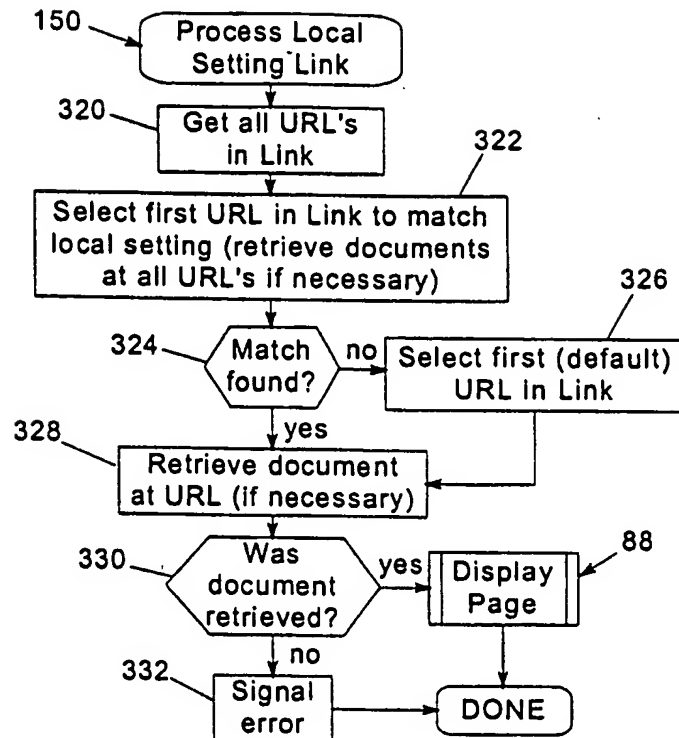 150
Process Local
Setting Link
320
Get all URL's
in Link
322
Select first URL in Link to match
local setting (retrieve documents
at all URL's if necessary)
324
Match
found?
no
326
Select first (default)
URL in Link
yes
328
Retrieve document
at URL (if necessary)
330
Was
document
retrieved?
yes
88
Display
Page
no
332
Signal
error
DONE